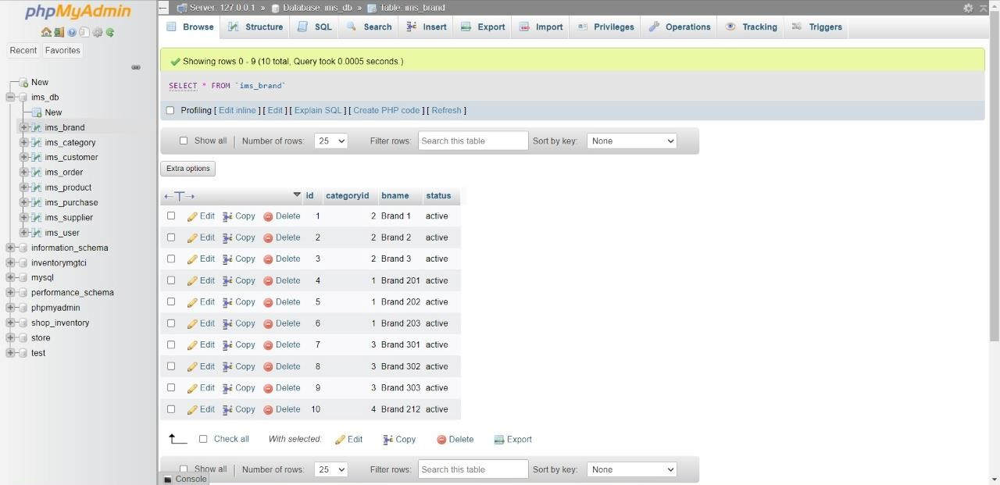 phpMyAdmin
Recent Favorites
New
ims_db
New
ims_brand
ims_category
ims_customer
ims_order
ims_product
ims_purchase
ims_supplier
ims_user
information_schema
inventorymgtci
mysql
performance_schema
phpmyadmin
shop_inventory
store
test
Server: 127.0.0.1 » Database: ims_db » Table: ims_brand
Browse Structure SQL Search Insert Export Import Privileges Operations Tracking Triggers
Showing rows 0 - 9 (10 total, Query took 0.0005 seconds.)
SELECT * FROM `ims_brand`
Profiling [ Edit inline ] [ Edit ] [ Explain SQL ] [ Create PHP code ] [ Refresh ]
Show all | Number of rows: 25 Filter rows: Search this table Sort by key: None
Extra options
←T→ id categoryid bname status
Edit Copy Delete 1 2 Brand 1 active
Edit Copy Delete 2 2 Brand 2 active
Edit Copy Delete 3 2 Brand 3 active
Edit Copy Delete 4 1 Brand 201 active
Edit Copy Delete 5 1 Brand 202 active
Edit Copy Delete 6 1 Brand 203 active
Edit Copy Delete 7 3 Brand 301 active
Edit Copy Delete 8 3 Brand 302 active
Edit Copy Delete 9 3 Brand 303 active
Edit Copy Delete 10 4 Brand 212 active
Check all With selected: Edit Copy Delete Export
Show all | Number of rows: 25 Filter rows: Search this table Sort by key: None
Console